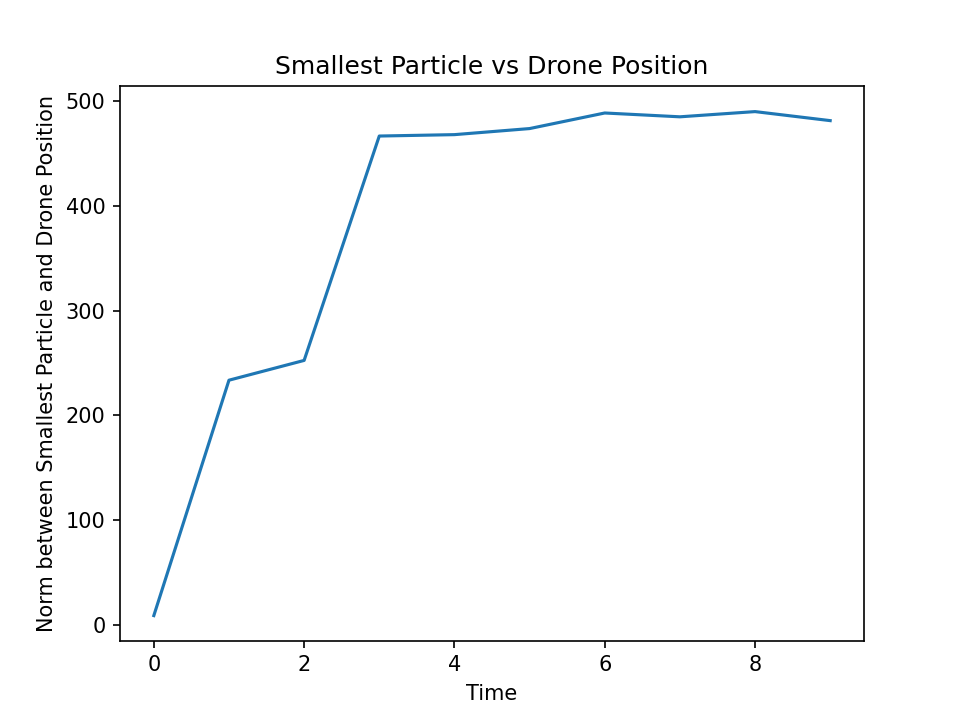 Smallest Particle vs Drone Position
Norm between Smallest Particle and Drone Position
500
400
300
200
100
0
0 2 4 6 8
Time